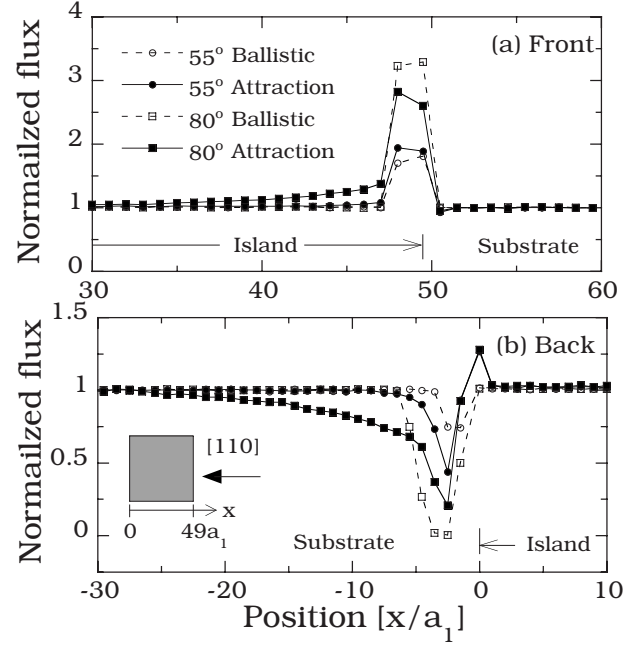 4
3
2
1
0
Normailzed flux
(a) Front
55° Ballistic
55° Attraction
80° Ballistic
80° Attraction
Island
Substrate
30
40
50
60
1.5
1
0.5
0
Normailzed flux
(b) Back
[110]
x
0
49a1
Substrate
Island
-30
-20
-10
0
10
Position [x/a1]